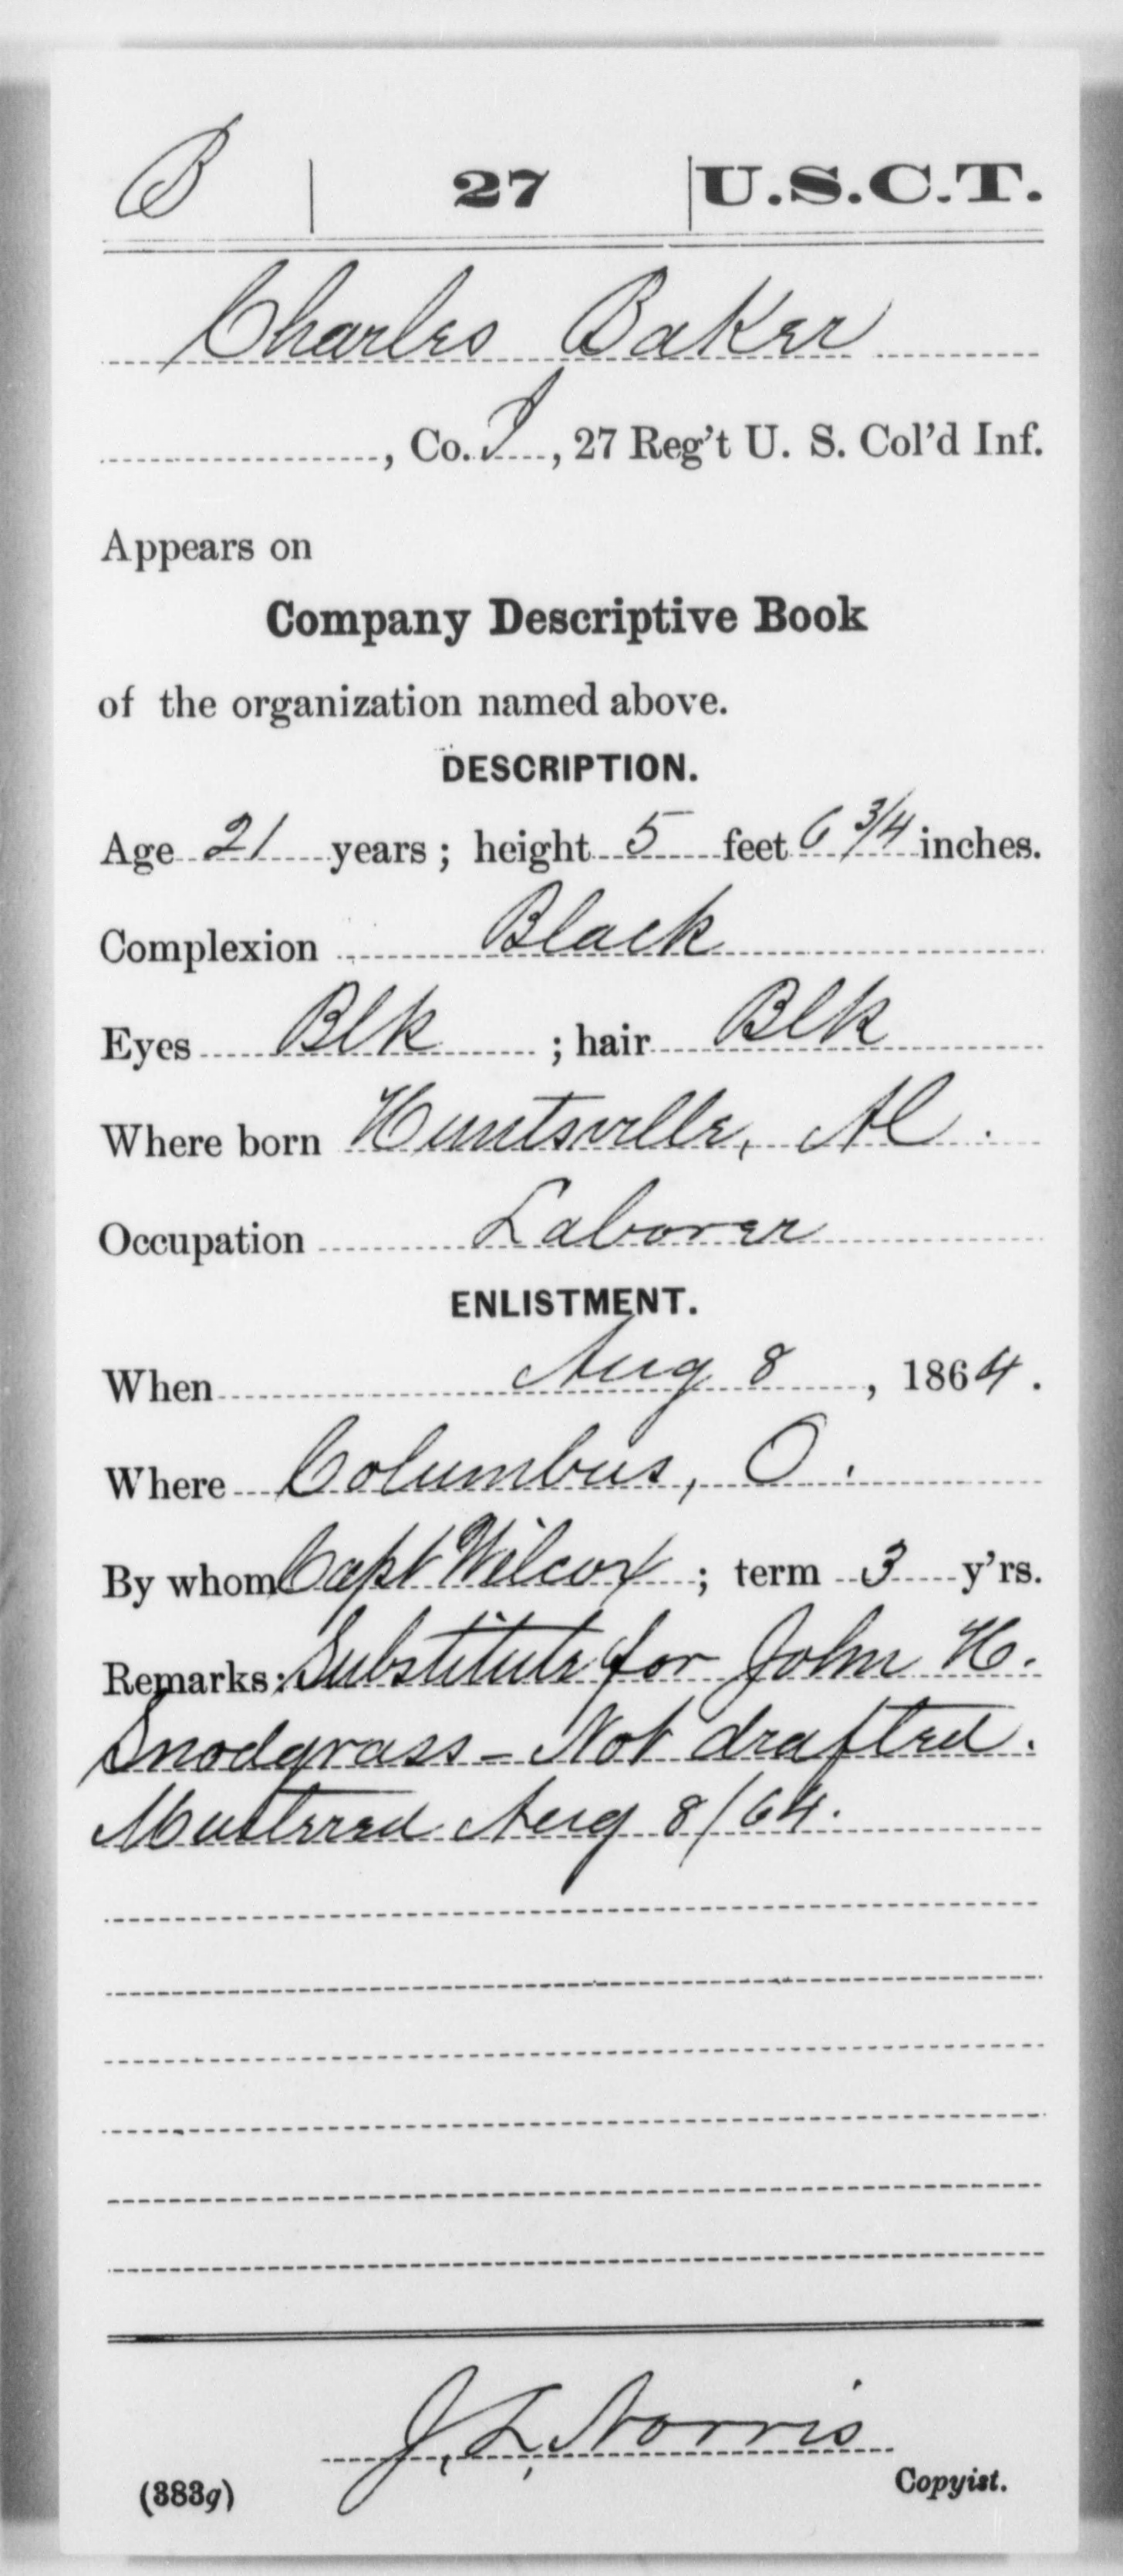 B | 27 | U.S.C.T.
Charles Baker
, Co. I, 27 Reg't U. S. Col'd Inf.
Appears on
Company Descriptive Book
of the organization named above.
DESCRIPTION.
Age 21 years; height 5 feet 6 3/4 inches.
Complexion Black
Eyes Blk; hair Blk
Where born Huntsville, Al.
Occupation Laborer
ENLISTMENT.
When Aug 8, 1864.
Where Columbus, O.
By whom Capt Wilcox; term 3 y'rs.
Remarks: Substitute for John H.
Snodgrass - Not drafted.
Mustered Aug 8/64.
J. L. Norris
(383g) Copyist.